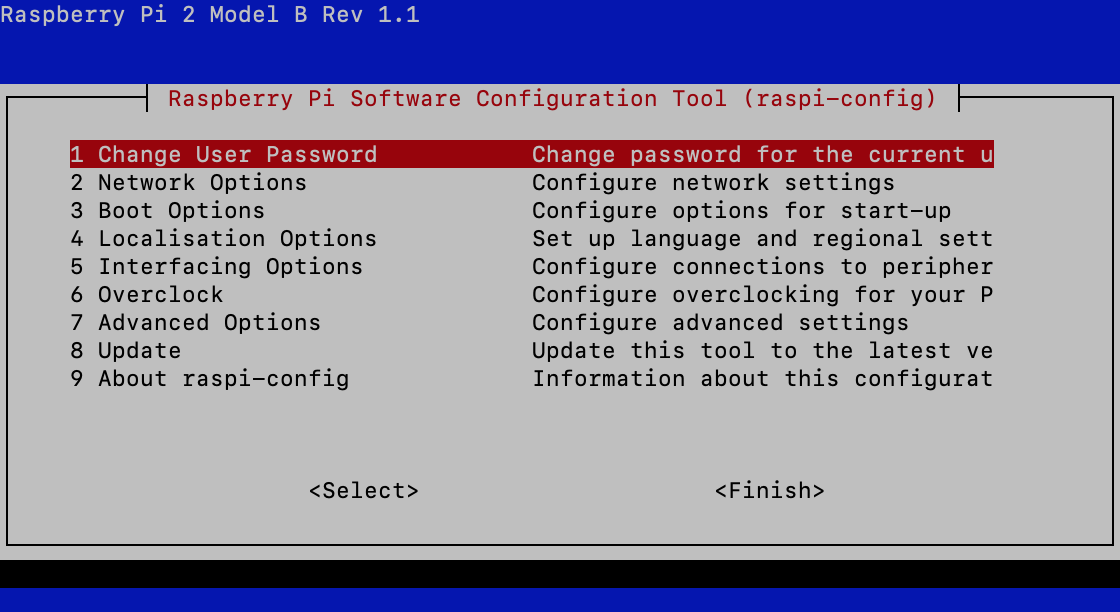 Raspberry Pi 2 Model B Rev 1.1
Raspberry Pi Software Configuration Tool (raspi-config)
1 Change User Password Change password for the current u
2 Network Options Configure network settings
3 Boot Options Configure options for start-up
4 Localisation Options Set up language and regional sett
5 Interfacing Options Configure connections to peripher
6 Overclock Configure overclocking for your P
7 Advanced Options Configure advanced settings
8 Update Update this tool to the latest ve
9 About raspi-config Information about this configurat
<Select> <Finish>